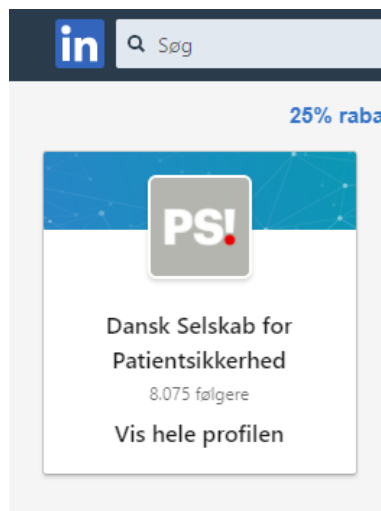 in
Søg
25% raba
PS!
Dansk Selskab for
Patientsikkerhed
8.075 følgere
Vis hele profilen